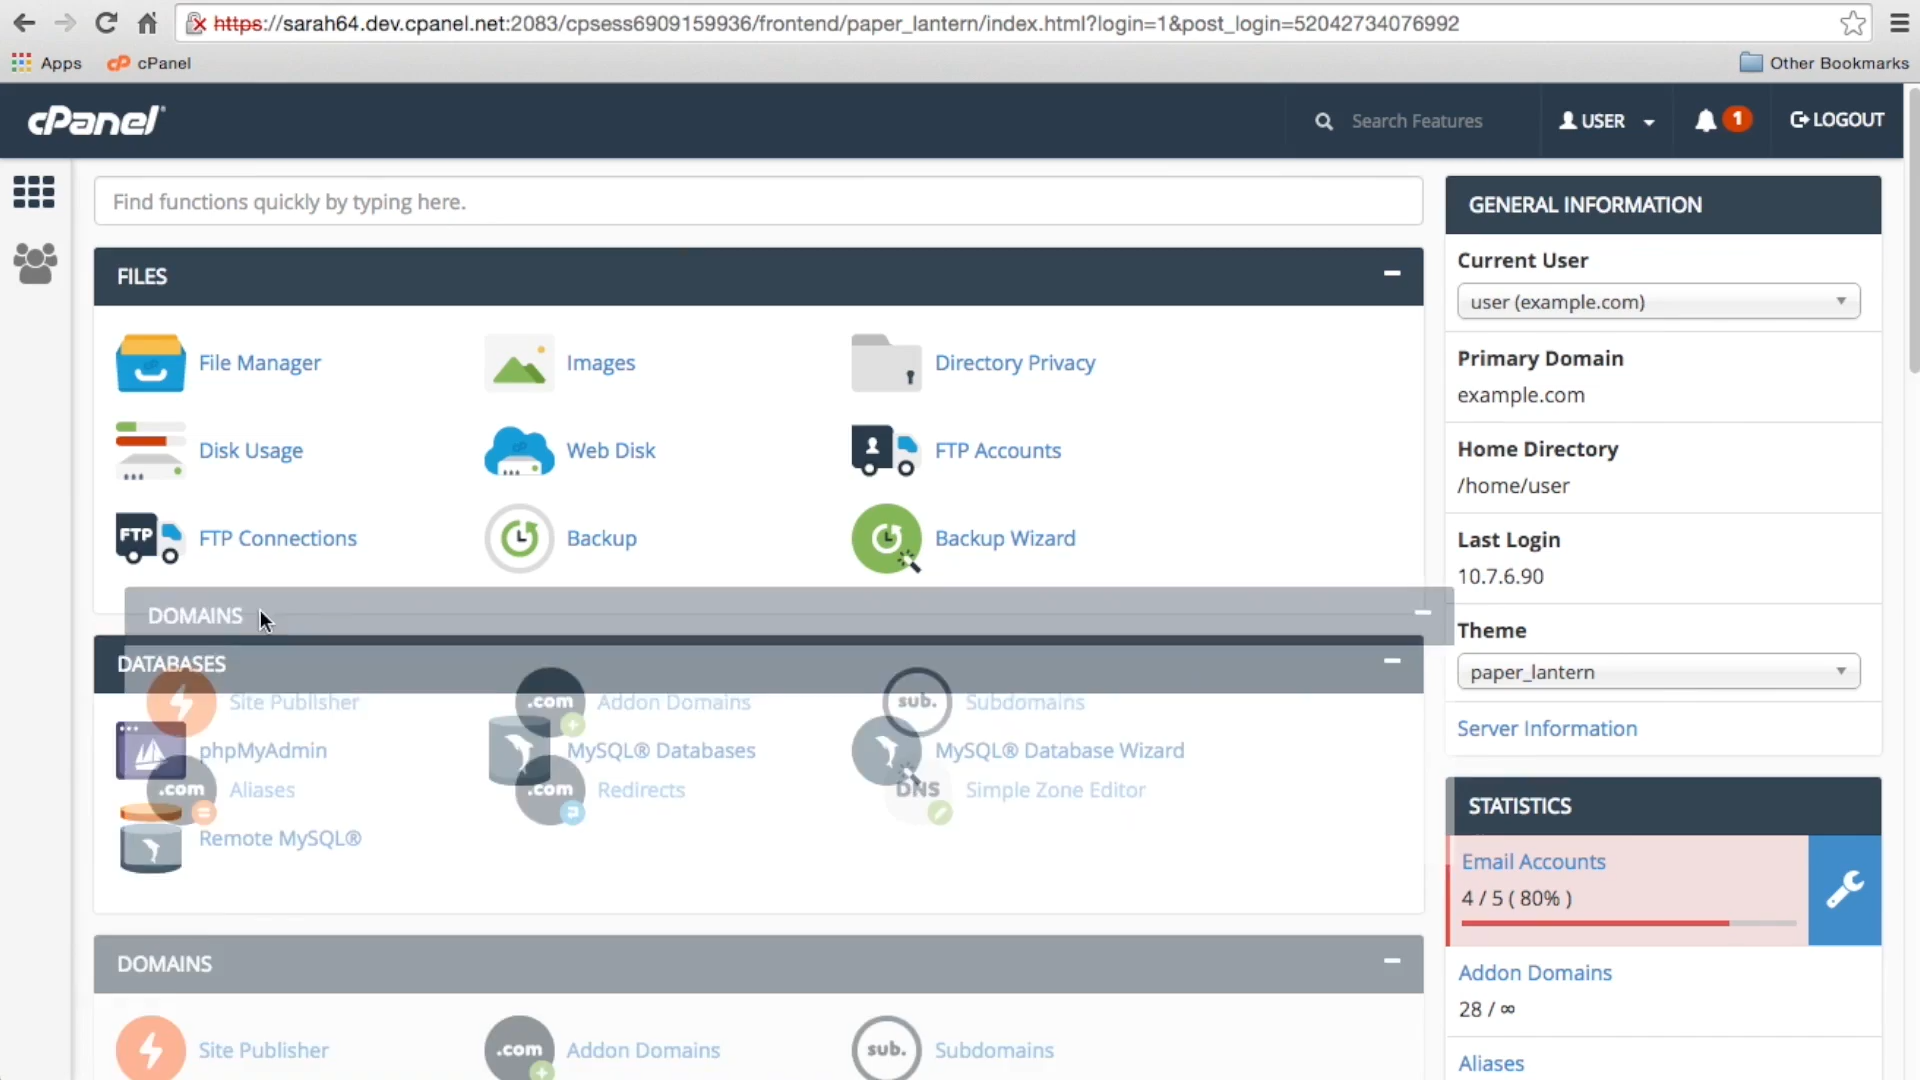 https://sarah64.dev.cpanel.net:2083/cpsess6909159936/frontend/paper_lantern/index.html?login=1&post_login=52042734076992
Apps
cP cPanel
Other Bookmarks
cPanel®
Search Features
USER
1
LOGOUT
Find functions quickly by typing here.
FILES
File Manager
Images
Directory Privacy
Disk Usage
Web Disk
FTP Accounts
FTP
FTP Connections
Backup
Backup Wizard
DOMAINS
DATABASES
Site Publisher
.com
Addon Domains
sub.
Subdomains
phpMyAdmin
MySQL® Databases
MySQL® Database Wizard
.com
Aliases
.com
Redirects
DNS
Simple Zone Editor
Remote MySQL®
DOMAINS
Site Publisher
.com
Addon Domains
sub.
Subdomains
GENERAL INFORMATION
Current User
user (example.com)
Primary Domain
example.com
Home Directory
/home/user
Last Login
10.7.6.90
Theme
paper_lantern
Server Information
STATISTICS
Email Accounts
4 / 5 ( 80% )
Addon Domains
28 / ∞
Aliases